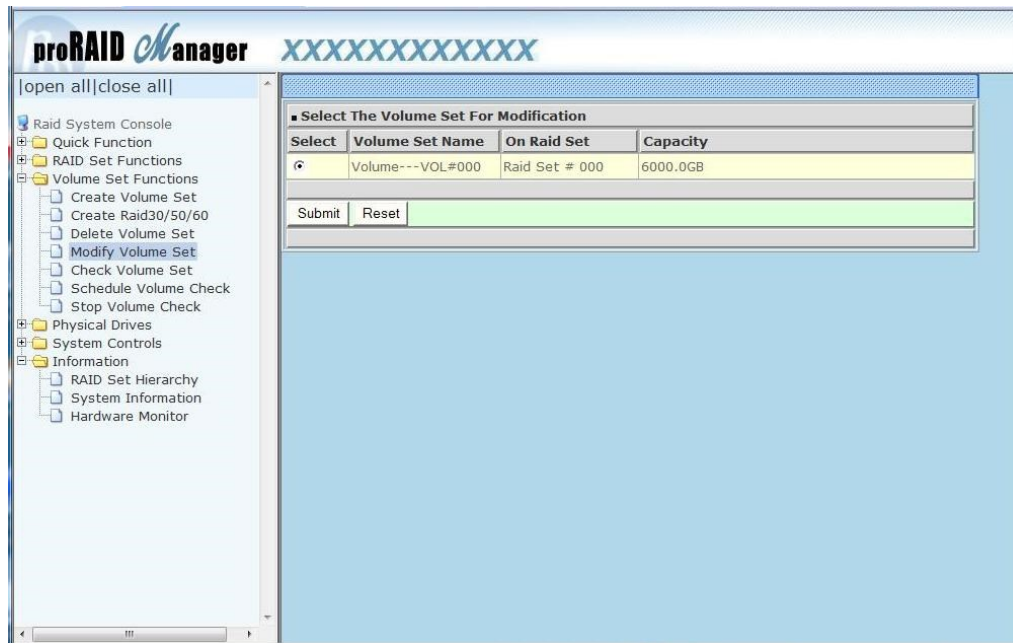 proRAID Manager XXXXXXXXXXXX
|open all|close all|
Raid System Console
Quick Function
RAID Set Functions
Volume Set Functions
Create Volume Set
Create Raid30/50/60
Delete Volume Set
Modify Volume Set
Check Volume Set
Schedule Volume Check
Stop Volume Check
Physical Drives
System Controls
Information
RAID Set Hierarchy
System Information
Hardware Monitor
Select The Volume Set For Modification
Select Volume Set Name On Raid Set Capacity
Volume---VOL#000 Raid Set # 000 6000.0GB
Submit Reset